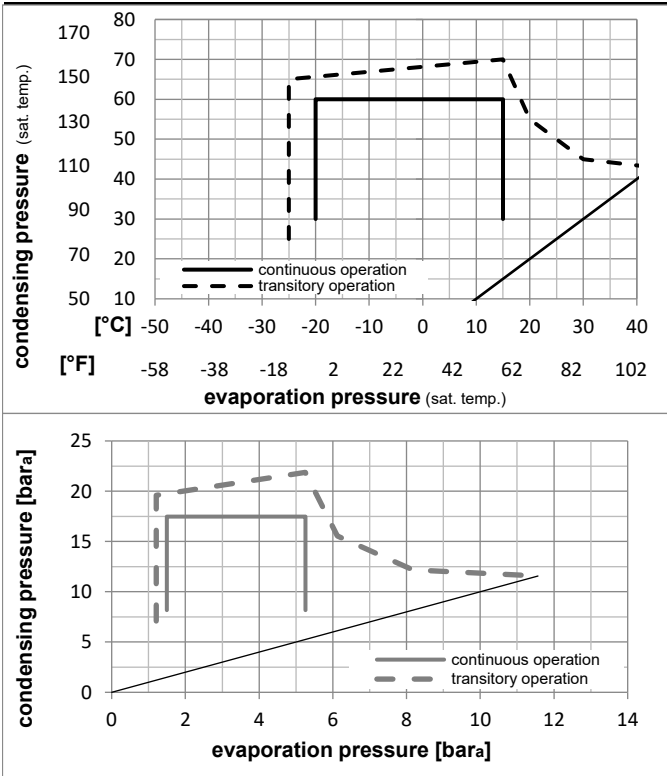 condensing pressure (sat. temp.)
170 80
70
150 60
130 50
110 40
90 30
70 20
50 10
continuous operation
transitory operation
[°C] -50 -40 -30 -20 -10 0 10 20 30 40
[°F] -58 -38 -18 2 22 42 62 82 102
evaporation pressure (sat. temp.)
condensing pressure [bara]
25
20
15
10
5
0
continuous operation
transitory operation
0 2 4 6 8 10 12 14
evaporation pressure [bara]